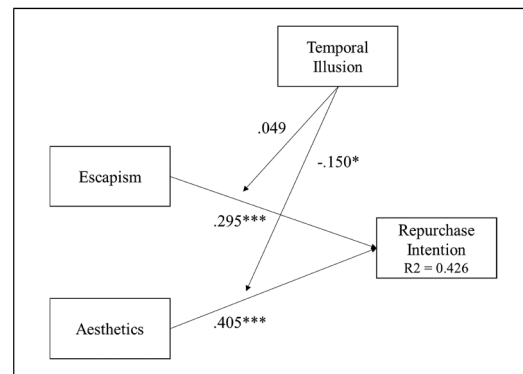 Temporal
Illusion
.049
-.150*
Escapism
.295***
Repurchase
Intention
R2 = 0.426
Aesthetics
.405***